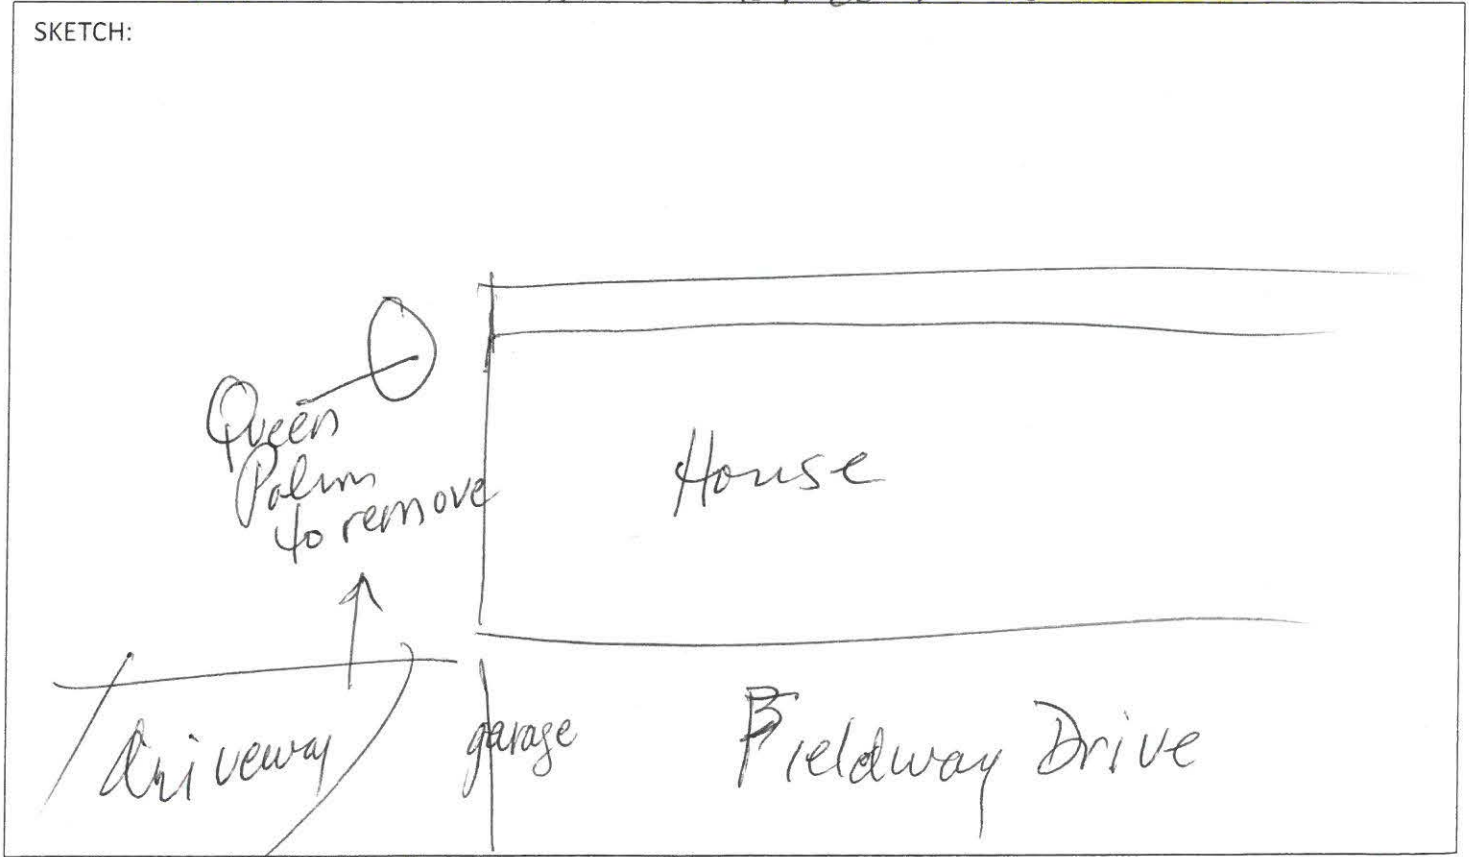 SKETCH:
Queen
Palm
to remove
House
driveway
garage
Fieldway Drive